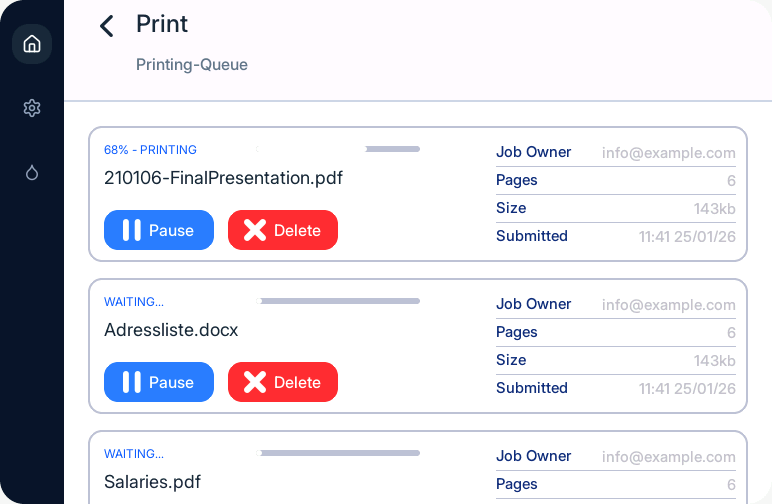 Print
Printing-Queue
68% - PRINTING
210106-FinalPresentation.pdf
Pause
Delete
Job Owner info@example.com
Pages 6
Size 143kb
Submitted 11:41 25/01/26
WAITING...
Adressliste.docx
Pause
Delete
Job Owner info@example.com
Pages 6
Size 143kb
Submitted 11:41 25/01/26
WAITING...
Salaries.pdf
Job Owner info@example.com
Pages 6